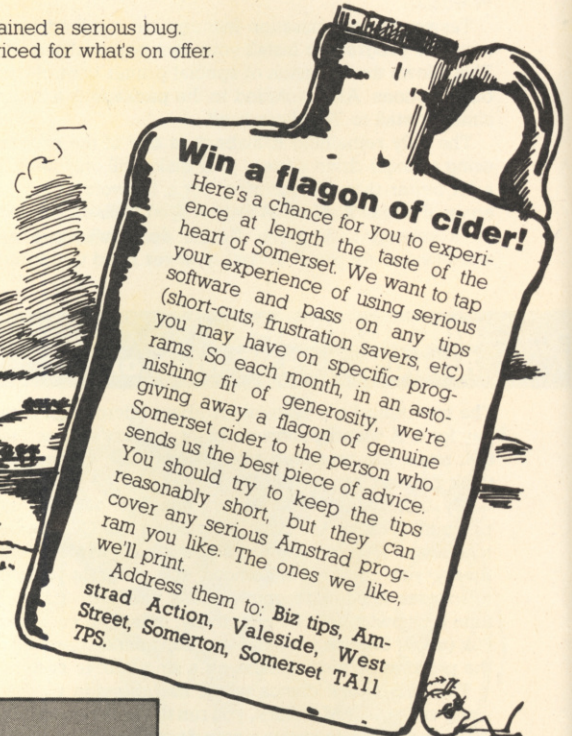 ained a serious bug.
iced for what's on offer.
Win a flagon of cider!
Here's a chance for you to experi-
ence at length the taste of the
heart of Somerset. We want to tap
your experience of using serious
software and pass on any tips
(short-cuts, frustration savers, etc)
you may have on specific prog-
rams. So each month, in an asto-
nishing fit of generosity, we're
giving away a flagon of genuine
Somerset cider to the person who
sends us the best piece of advice.
You should try to keep the tips
reasonably short, but they can
cover any serious Amstrad prog-
ram you like. The ones we like,
we'll print.
Address them to: Biz tips, Am-
strad Action, Valeside, West
Street, Somerton, Somerset TA11
7PS.